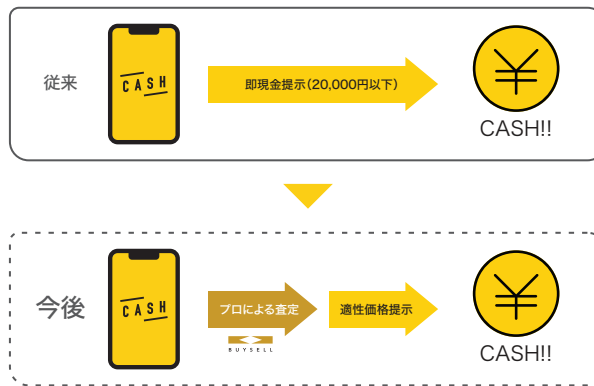 従来
CASH
即現金提示(20,000円以下)
CASH!!
今後
CASH
プロによる査定
BUYSELL
適性価格提示
CASH!!